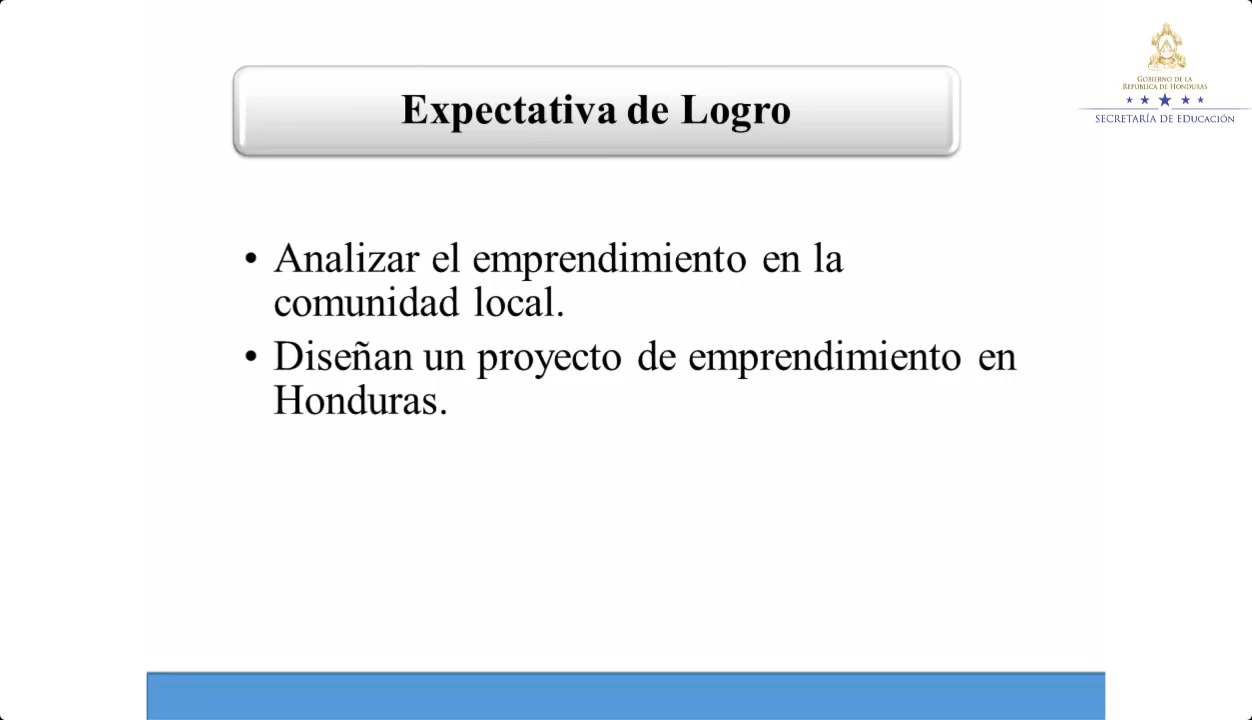 Expectativa de Logro
GOBIERNO DE LA
REPÚBLICA DE HONDURAS
SECRETARÍA DE EDUCACIÓN
• Analizar el emprendimiento en la
comunidad local.
• Diseñan un proyecto de emprendimiento en
Honduras.